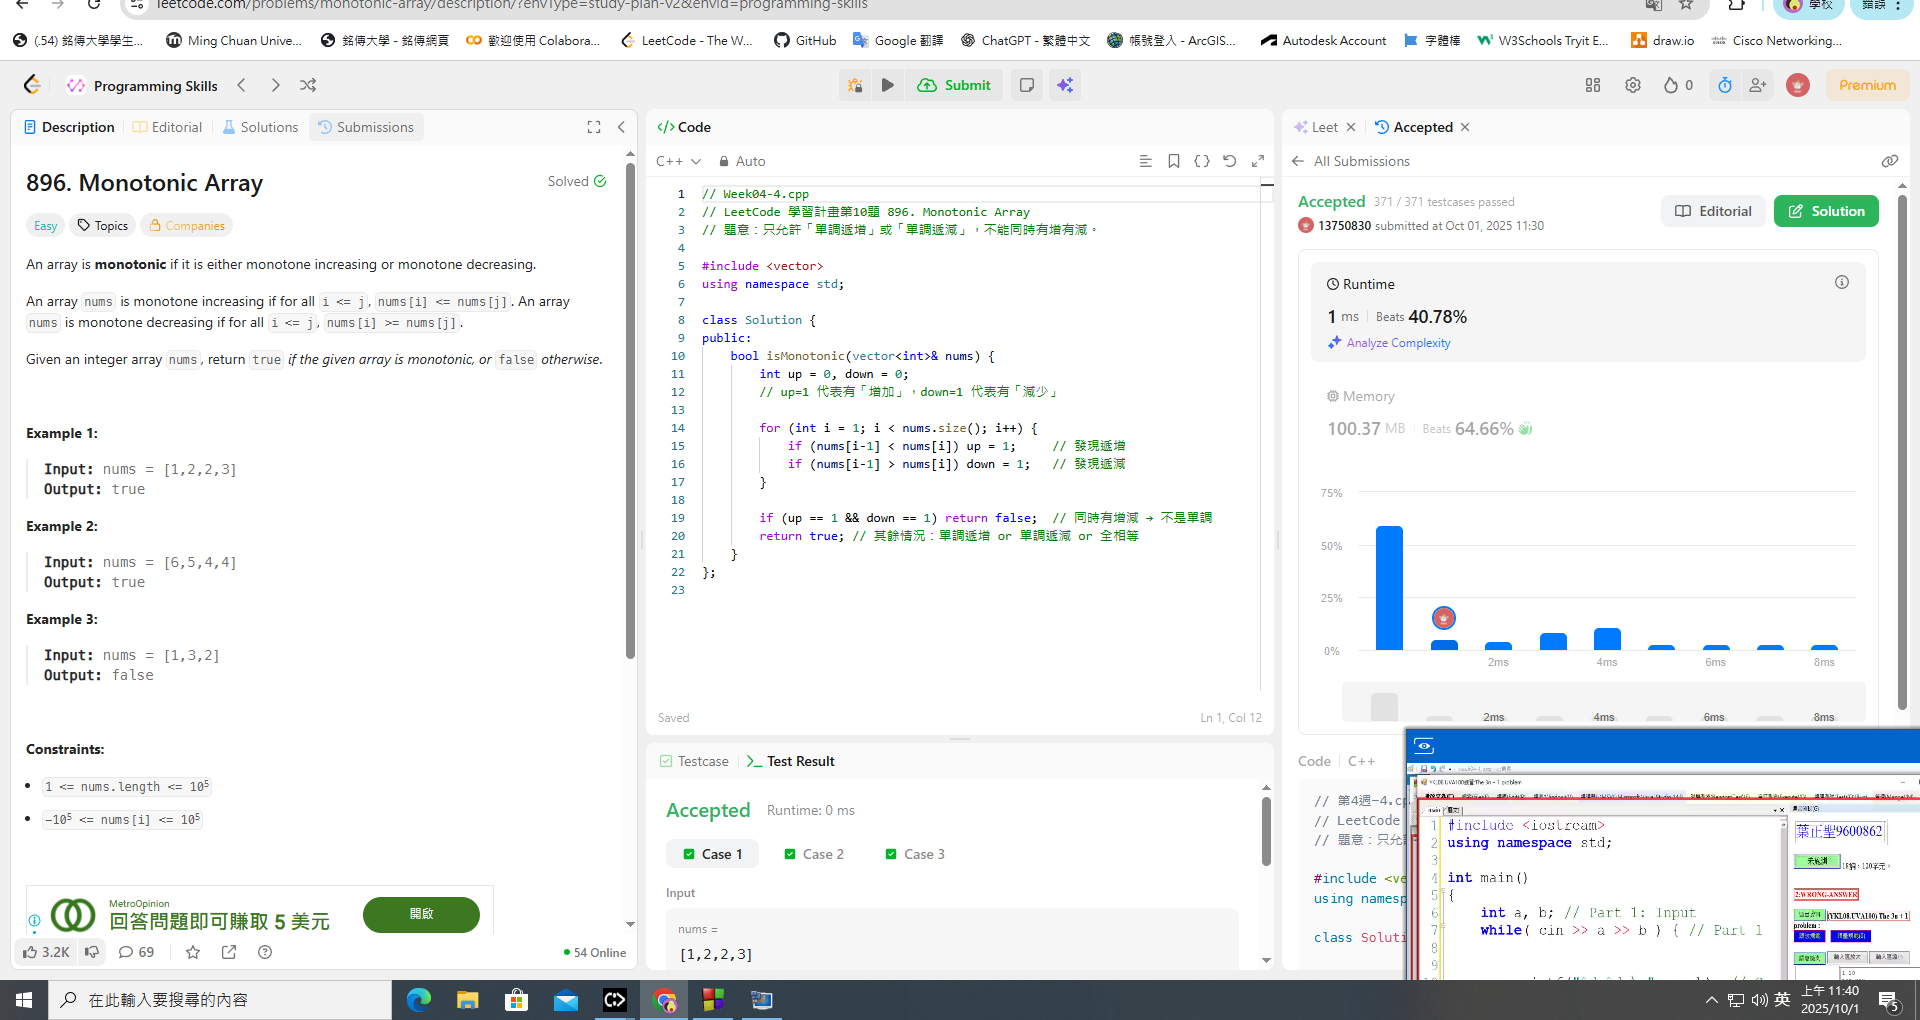 leetcode.com/problems/monotonic-array/description/?envType=study-plan-v2&envId=programming-skills
學校
錯誤
(.54) 銘傳大學學生...
Ming Chuan Unive...
銘傳大學 - 銘傳網頁
歡迎使用 Colabora...
LeetCode - The W...
GitHub
Google 翻譯
ChatGPT - 繁體中文
帳號登入 - ArcGIS...
Autodesk Account
字體棒
W3Schools Tryit E...
draw.io
Cisco Networking...
Programming Skills
Submit
0
Premium
Description
Editorial
Solutions
Submissions
896. Monotonic Array
Solved
Easy
Topics
Companies
An array is monotonic if it is either monotone increasing or monotone decreasing.
An array nums is monotone increasing if for all i <= j, nums[i] <= nums[j]. An array
nums is monotone decreasing if for all i <= j, nums[i] >= nums[j].
Given an integer array nums, return true if the given array is monotonic, or false otherwise.
Example 1:
Input: nums = [1,2,2,3]
Output: true
Example 2:
Input: nums = [6,5,4,4]
Output: true
Example 3:
Input: nums = [1,3,2]
Output: false
Constraints:
1 <= nums.length <= 10⁵
-10⁵ <= nums[i] <= 10⁵
MetroOpinion
回答問題即可賺取 5 美元
開啟
3.2K
69
54 Online
Code
C++
Auto
1 // Week04-4.cpp
2 // LeetCode 學習計畫第10題 896. Monotonic Array
3 // 題意：只允許「單調遞增」或「單調遞減」，不能同時有增有減。
4
5 #include <vector>
6 using namespace std;
7
8 class Solution {
9 public:
10 bool isMonotonic(vector<int>& nums) {
11 int up = 0, down = 0;
12 // up=1 代表有「增加」，down=1 代表有「減少」
13
14 for (int i = 1; i < nums.size(); i++) {
15 if (nums[i-1] < nums[i]) up = 1; // 發現遞增
16 if (nums[i-1] > nums[i]) down = 1; // 發現遞減
17 }
18
19 if (up == 1 && down == 1) return false; // 同時有增減 → 不是單調
20 return true; // 其餘情況：單調遞增 or 單調遞減 or 全相等
21 }
22 };
23
Saved
Ln 1, Col 12
Testcase
Test Result
Accepted
Runtime: 0 ms
Case 1
Case 2
Case 3
Input
nums =
[1,2,2,3]
Leet
Accepted
All Submissions
Accepted 371 / 371 testcases passed
13750830 submitted at Oct 01, 2025 11:30
Editorial
Solution
Runtime
1 ms
Beats 40.78%
Analyze Complexity
Memory
100.37 MB
Beats 64.66%
75%
50%
25%
0%
2ms
4ms
6ms
8ms
2ms
4ms
6ms
8ms
Code
C++
// 第4週-4.cp
// LeetCode
// 題意：只允
#include <ve
using namesp
class Soluti
1 #include <iostream>
2 using namespace std;
3
4 int main()
5 {
6 int a, b; // Part 1: Input
7 while( cin >> a >> b ) { // Part 1
8
9
葉正聖9600862
2:WRONG-ANSWER
(YKL08.UVA100) The 3n + 1
problem :
在此輸入要搜尋的內容
英
上午 11:40
2025/10/1
5